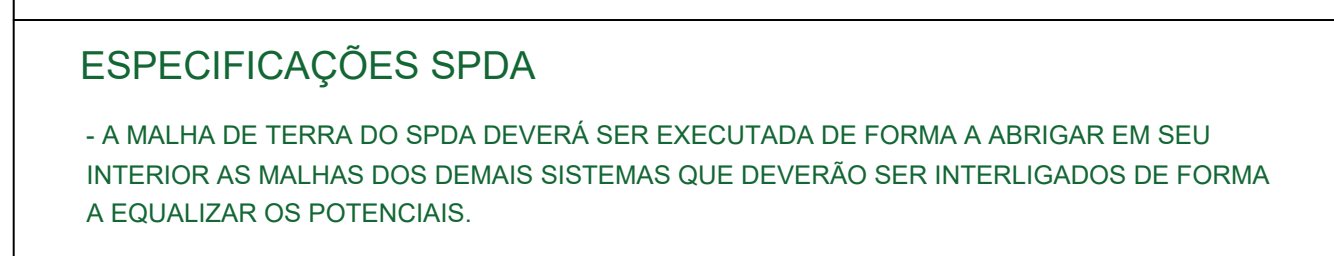 ESPECIFICAÇÕES SPDA
- A MALHA DE TERRA DO SPDA DEVERÁ SER EXECUTADA DE FORMA A ABRIGAR EM SEU
INTERIOR AS MALHAS DOS DEMAIS SISTEMAS QUE DEVERÃO SER INTERLIGADOS DE FORMA
A EQUALIZAR OS POTENCIAIS.